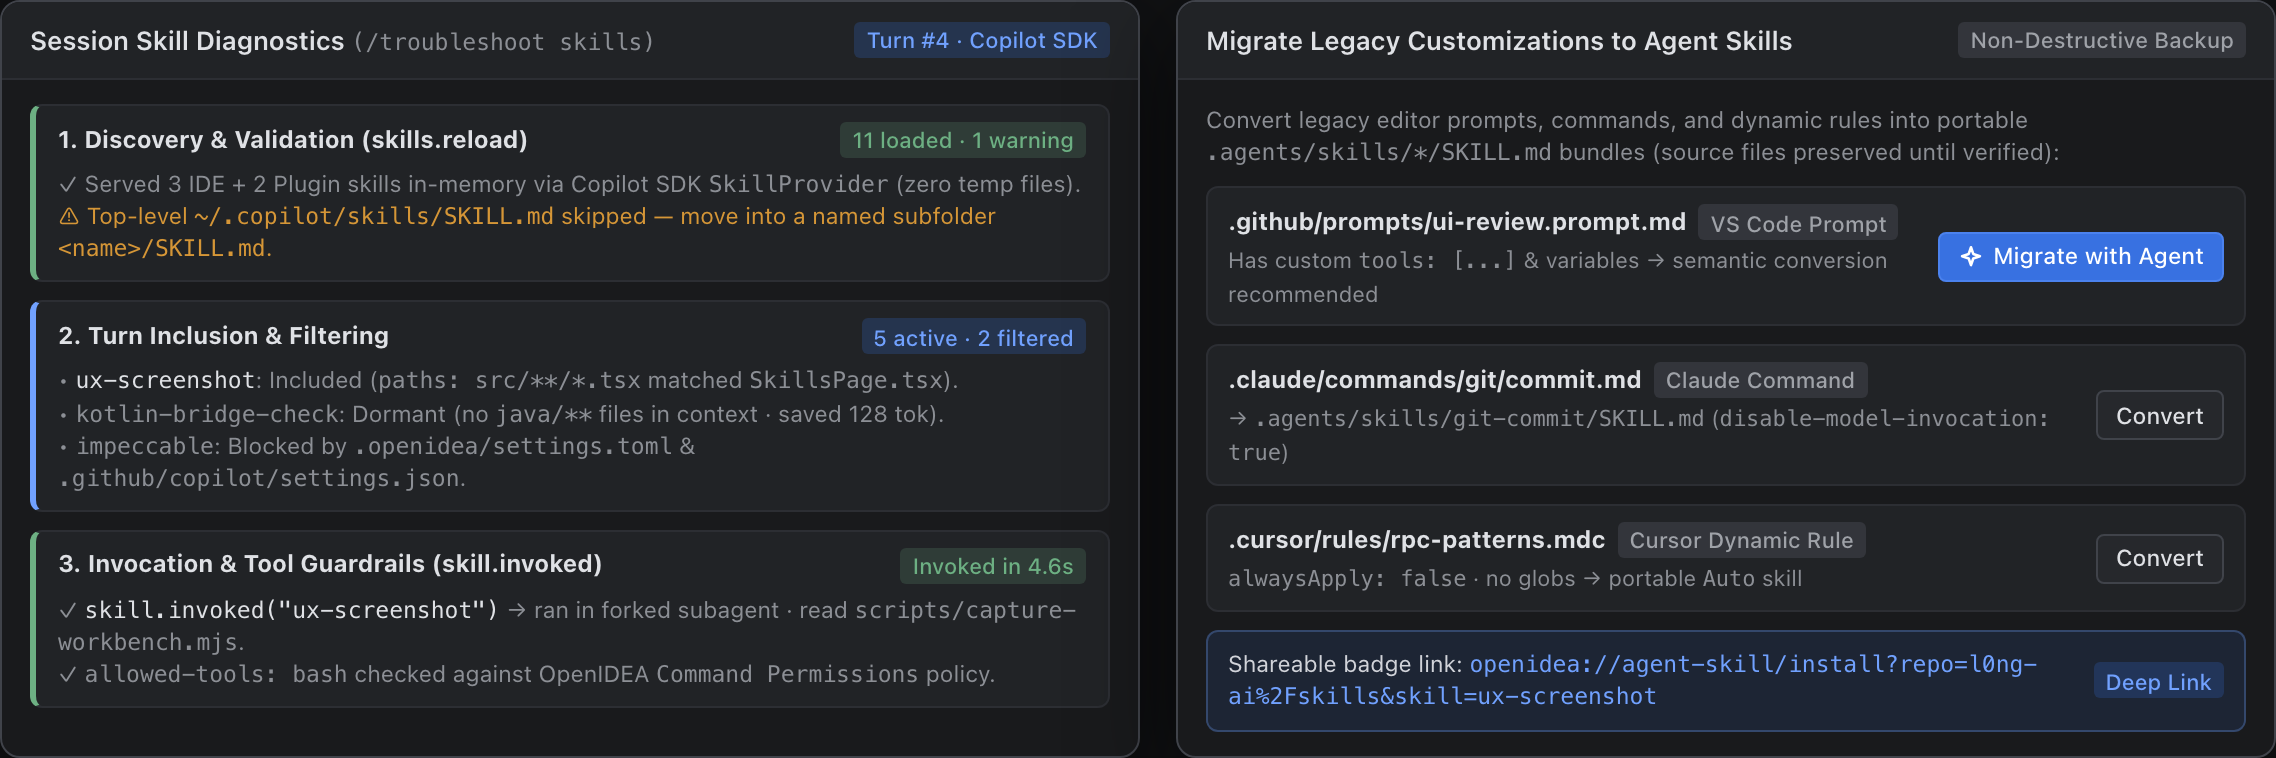 Session Skill Diagnostics (/troubleshoot skills)
Turn #4 · Copilot SDK
1. Discovery & Validation (skills.reload)
11 loaded · 1 warning
✓ Served 3 IDE + 2 Plugin skills in-memory via Copilot SDK SkillProvider (zero temp files).
⚠ Top-level ~/.copilot/skills/SKILL.md skipped — move into a named subfolder
<name>/SKILL.md.
2. Turn Inclusion & Filtering
5 active · 2 filtered
• ux-screenshot: Included (paths: src/**/*.tsx matched SkillsPage.tsx).
• kotlin-bridge-check: Dormant (no java/** files in context · saved 128 tok).
• impeccable: Blocked by .openidea/settings.toml &
.github/copilot/settings.json.
3. Invocation & Tool Guardrails (skill.invoked)
Invoked in 4.6s
✓ skill.invoked("ux-screenshot") → ran in forked subagent · read scripts/capture-
workbench.mjs.
✓ allowed-tools: bash checked against OpenIDEA Command Permissions policy.
Migrate Legacy Customizations to Agent Skills
Non-Destructive Backup
Convert legacy editor prompts, commands, and dynamic rules into portable
.agents/skills/*/SKILL.md bundles (source files preserved until verified):
.github/prompts/ui-review.prompt.md VS Code Prompt
Has custom tools: [...] & variables → semantic conversion
recommended
Migrate with Agent
.claude/commands/git/commit.md Claude Command
→ .agents/skills/git-commit/SKILL.md (disable-model-invocation:
true)
Convert
.cursor/rules/rpc-patterns.mdc Cursor Dynamic Rule
alwaysApply: false · no globs → portable Auto skill
Convert
Shareable badge link: openidea://agent-skill/install?repo=l0ng-
ai%2Fskills&skill=ux-screenshot
Deep Link